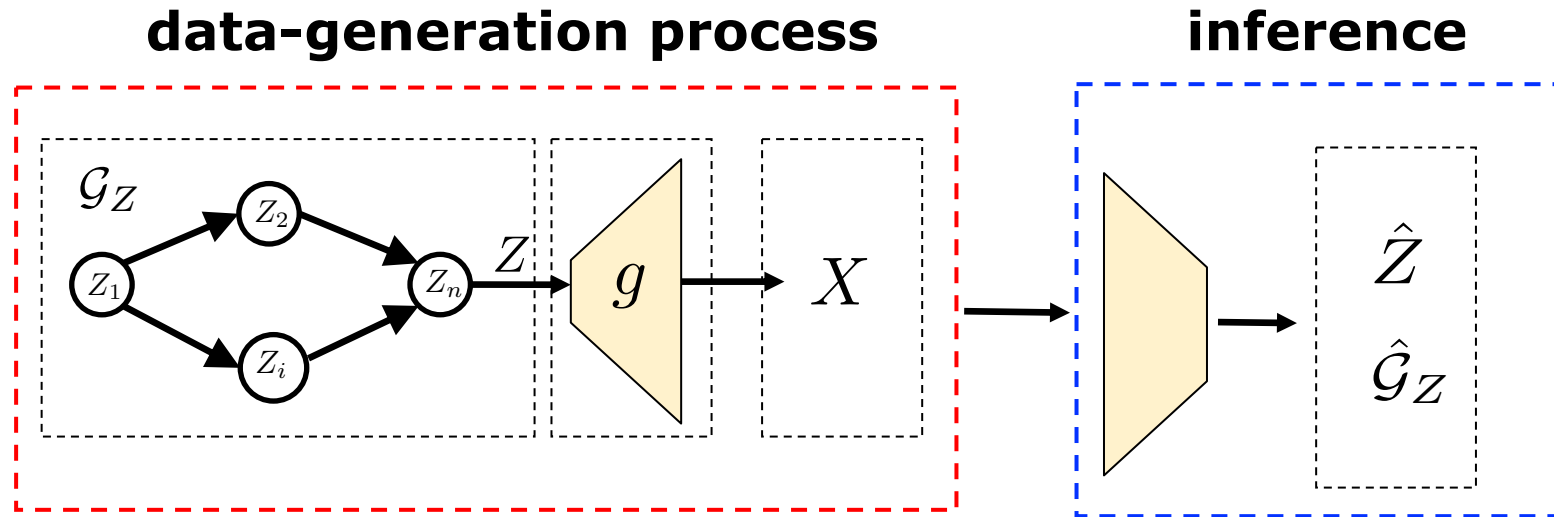 data-generation process
inference
𝒢_Z
Z_1
Z_2
Z_i
Z_n
Z
g
X
Ẑ
𝒢̂_Z